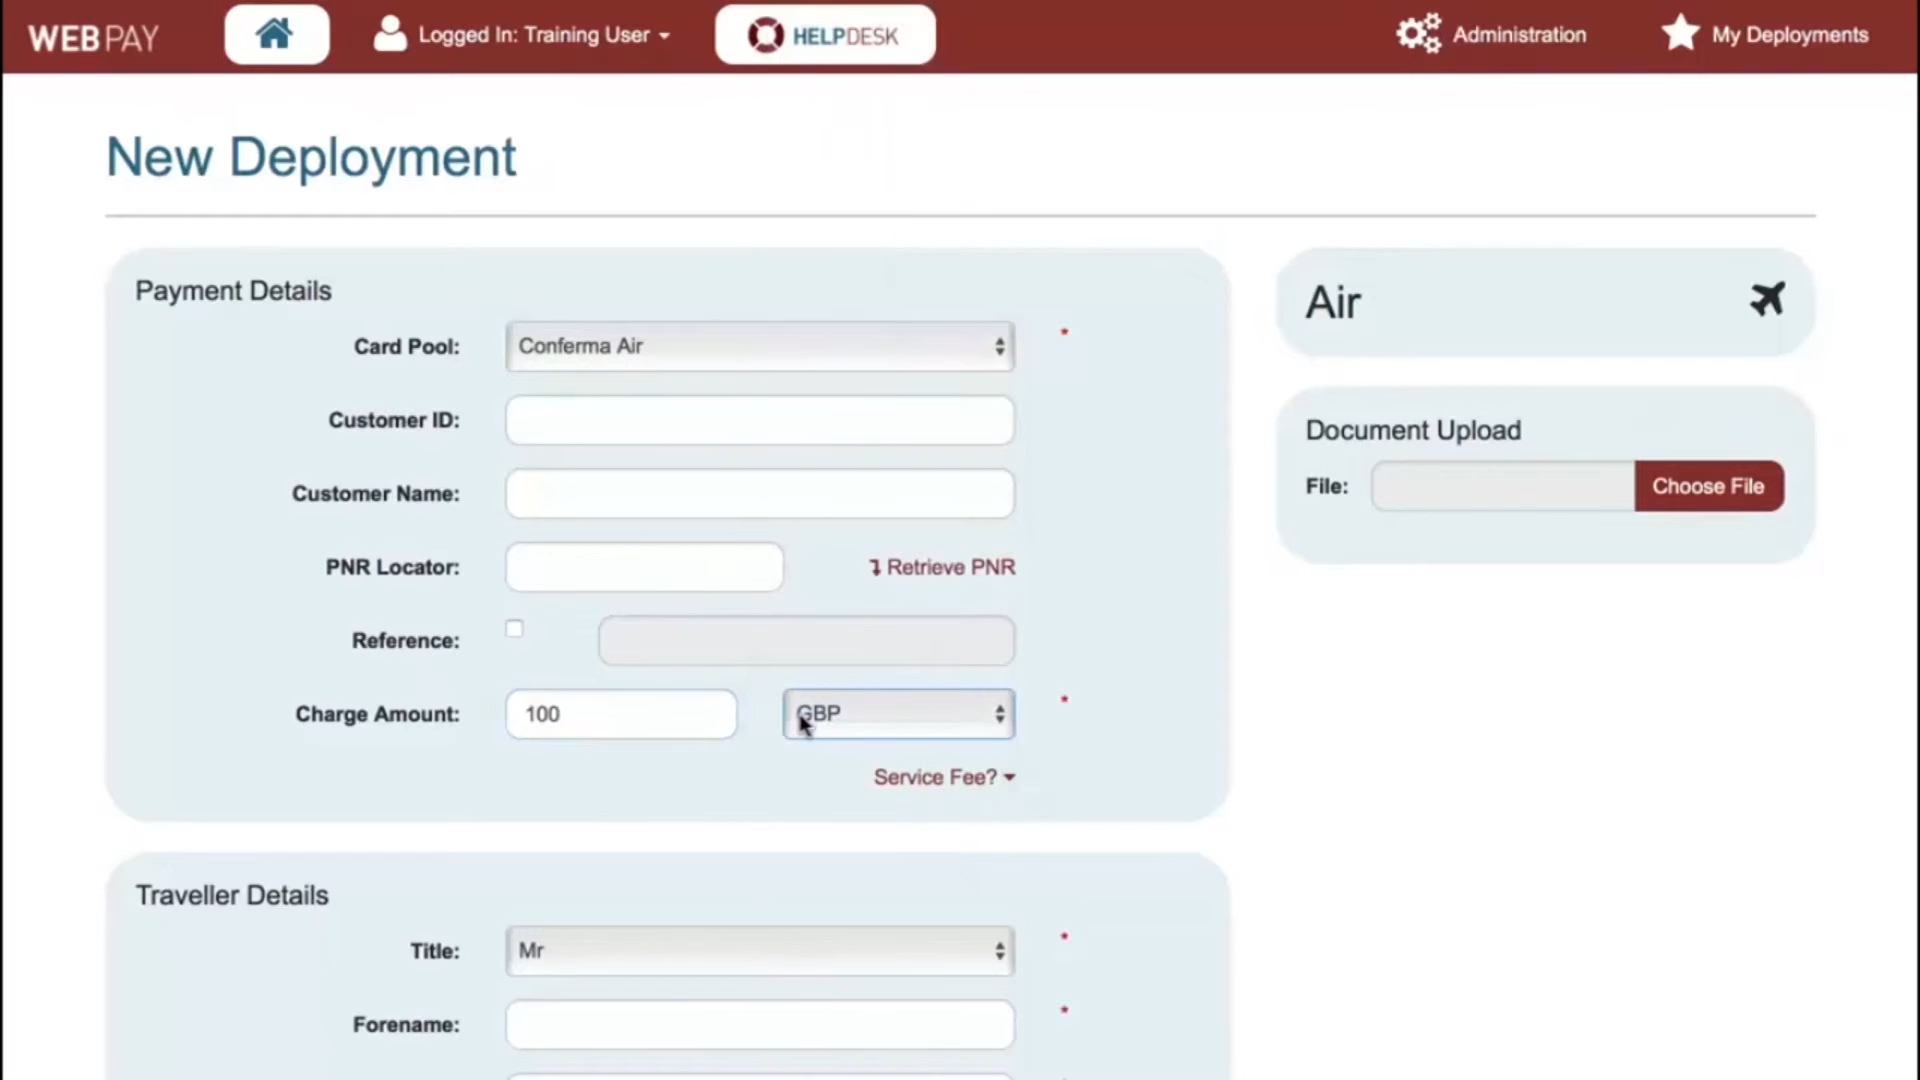 WEBPAY
Logged In: Training User
HELPDESK
Administration
My Deployments
New Deployment
Payment Details
Card Pool: Conferma Air *
Customer ID:
Customer Name:
PNR Locator: Retrieve PNR
Reference:
Charge Amount: 100 GBP *
Service Fee?
Traveller Details
Title: Mr *
Forename: *
Air
Document Upload
File: Choose File